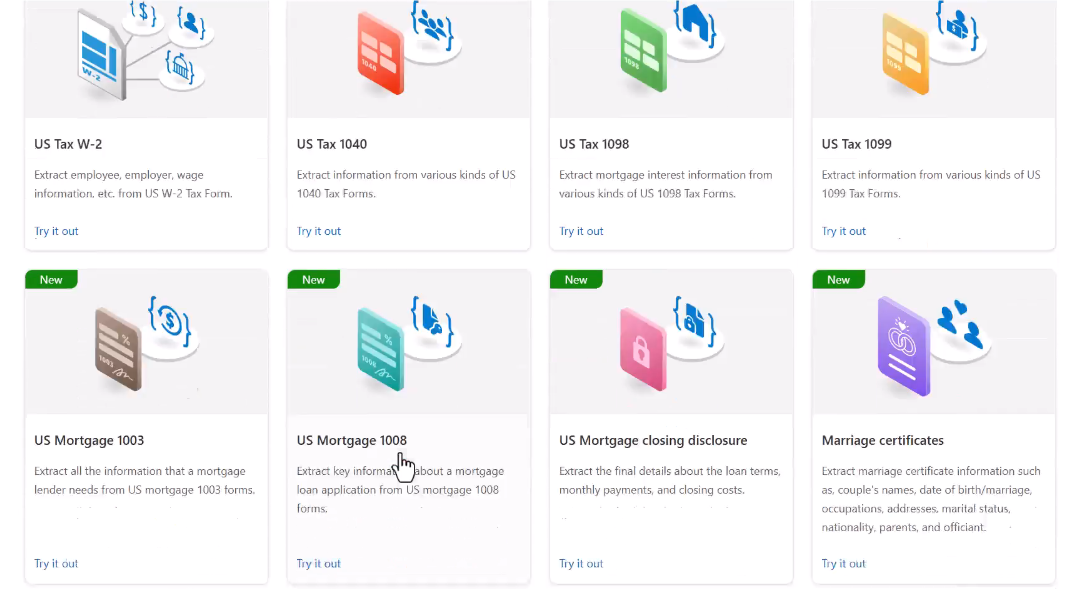 W-2
1040
1098
1098
US Tax W-2
Extract employee, employer, wage
information, etc. from US W-2 Tax Form.
Try it out
US Tax 1040
Extract information from various kinds of US
1040 Tax Forms.
Try it out
US Tax 1098
Extract mortgage interest information from
various kinds of US 1098 Tax Forms.
Try it out
US Tax 1099
Extract information from various kinds of US
1099 Tax Forms.
Try it out
New
1003
US Mortgage 1003
Extract all the information that a mortgage
lender needs from US mortgage 1003 forms.
Try it out
New
1008
US Mortgage 1008
Extract key information about a mortgage
loan application from US mortgage 1008
forms.
Try it out
New
US Mortgage closing disclosure
Extract the final details about the loan terms,
monthly payments, and closing costs.
Try it out
New
Marriage certificates
Extract marriage certificate information such
as, couple's names, date of birth/marriage,
occupations, addresses, marital status,
nationality, parents, and officiant.
Try it out